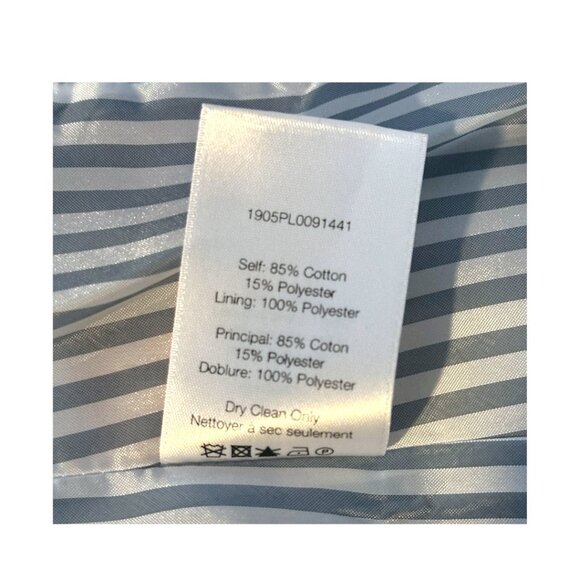 1905PL0091441
Self: 85% Cotton
15% Polyester
Lining: 100% Polyester
Principal: 85% Coton
15% Polyester
Doblure: 100% Polyester
Dry Clean Only
Nettoyer à sec seulement
P